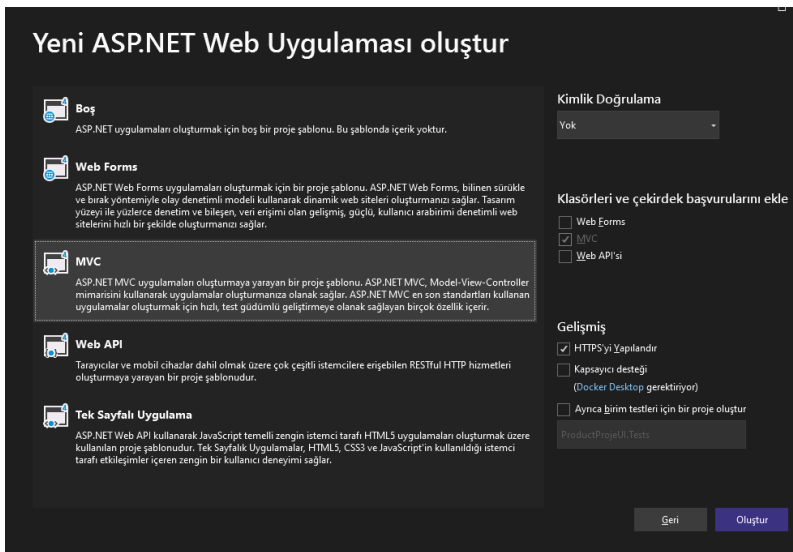 Yeni ASP.NET Web Uygulaması oluştur
Boş
ASP.NET uygulamaları oluşturmak için boş bir proje şablonu. Bu şablonda içerik yoktur.
Web Forms
ASP.NET Web Forms uygulamaları oluşturmak için bir proje şablonu. ASP.NET Web Forms, bilinen sürükle
ve bırak yöntemiyle olay denetimli modeli kullanarak dinamik web siteleri oluşturmanızı sağlar. Tasarım
yüzeyi ile yüzlerce denetim ve bileşen, veri erişimi olan gelişmiş, güçlü, kullanıcı arabirimi denetimli web
sitelerini hızlı bir şekilde oluşturmanızı sağlar.
MVC
ASP.NET MVC uygulamaları oluşturmaya yarayan bir proje şablonu. ASP.NET MVC, Model-View-Controller
mimarisini kullanarak uygulamalar oluşturmanıza olanak sağlar. ASP.NET MVC en son standartları kullanan
uygulamalar oluşturmak için hızlı, test güdümlü geliştirmeye olanak sağlayan birçok özellik içerir.
Web API
Tarayıcılar ve mobil cihazlar dahil olmak üzere çok çeşitli istemcilere erişebilen RESTful HTTP hizmetleri
oluşturmaya yarayan bir proje şablonudur.
Tek Sayfalı Uygulama
ASP.NET Web API kullanarak JavaScript temelli zengin istemci tarafı HTML5 uygulamaları oluşturmak üzere
kullanılan proje şablonudur. Tek Sayfalık Uygulamalar, HTML5, CSS3 ve JavaScript'in kullanıldığı istemci
tarafı etkileşimler içeren zengin bir kullanıcı deneyimi sağlar.
Kimlik Doğrulama
Yok
Klasörleri ve çekirdek başvurularını ekle
Web Forms
MVC
Web API'si
Gelişmiş
HTTPS'yi Yapılandır
Kapsayıcı desteği
(Docker Desktop gerektiriyor)
Ayrıca birim testleri için bir proje oluştur
ProductProjeUI.Tests
Geri
Oluştur